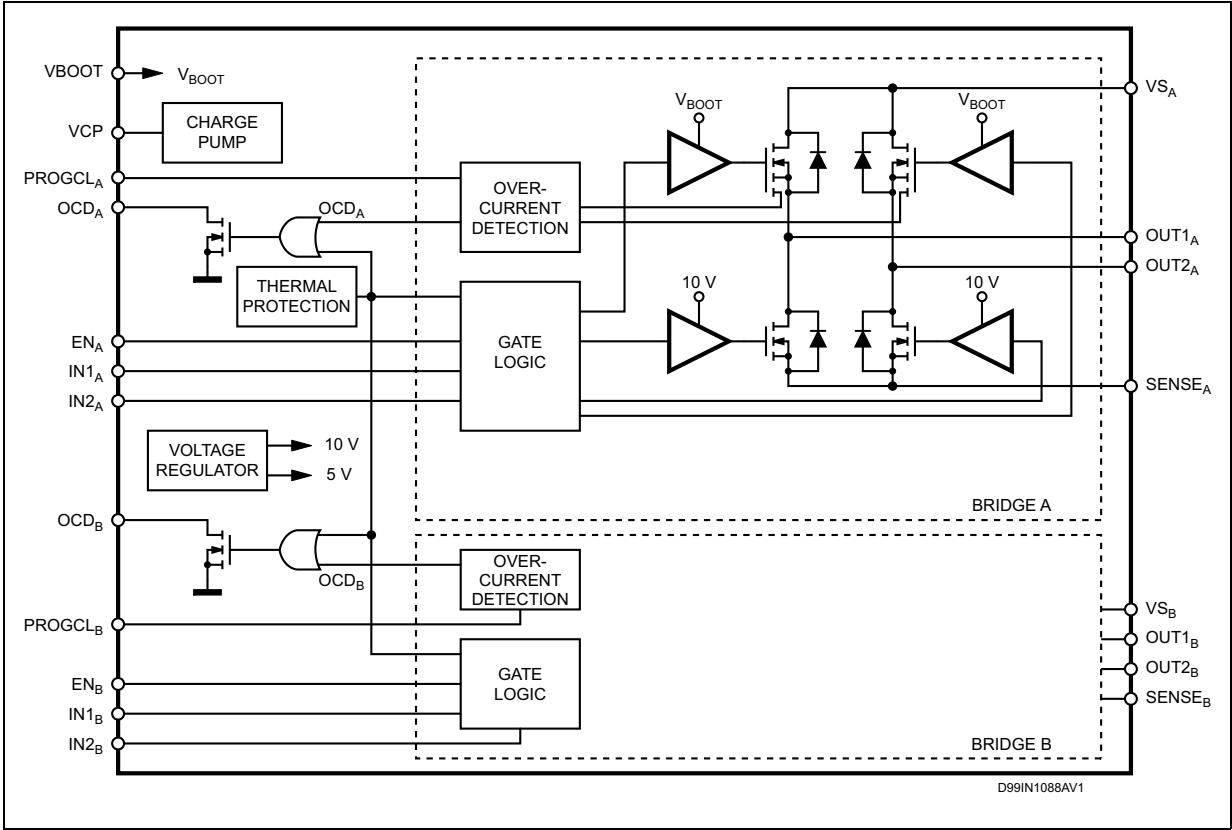 VBOOT
VBOOT
VCP
CHARGE
PUMP
PROGCLA
OCDA
OCDA
OVER-
CURRENT
DETECTION
THERMAL
PROTECTION
ENA
IN1A
IN2A
GATE
LOGIC
VOLTAGE
REGULATOR
10 V
5 V
VBOOT
VBOOT
10 V
10 V
VSA
OUT1A
OUT2A
SENSEA
BRIDGE A
OCDB
OCDB
OVER-
CURRENT
DETECTION
PROGCLB
ENB
IN1B
IN2B
GATE
LOGIC
VSB
OUT1B
OUT2B
SENSEB
BRIDGE B
D99IN1088AV1